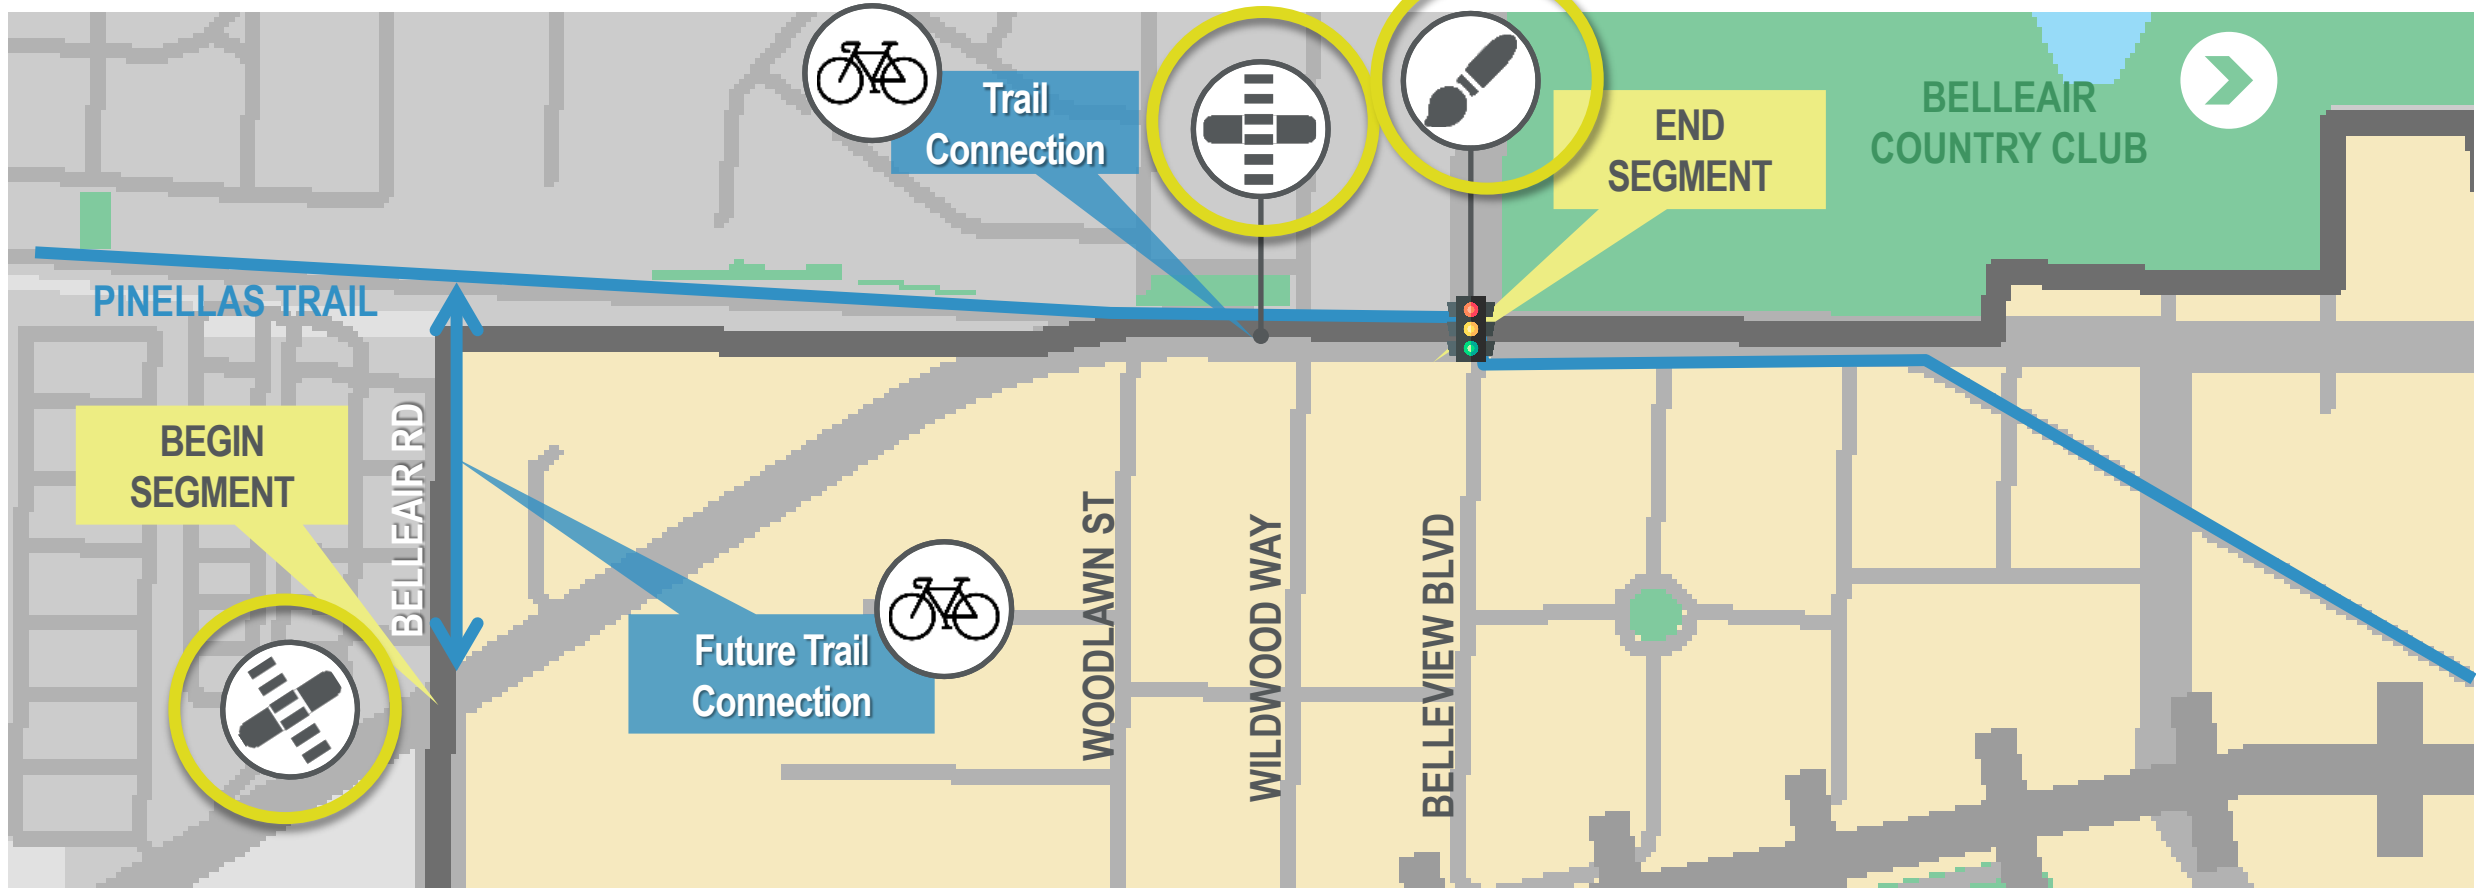 Trail
Connection
END
SEGMENT
BELLEAIR
COUNTRY CLUB
PINELLAS TRAIL
BEGIN
SEGMENT
BELLEAIR RD
Future Trail
Connection
WOODLAWN ST
WILDWOOD WAY
BELLEVIEW BLVD